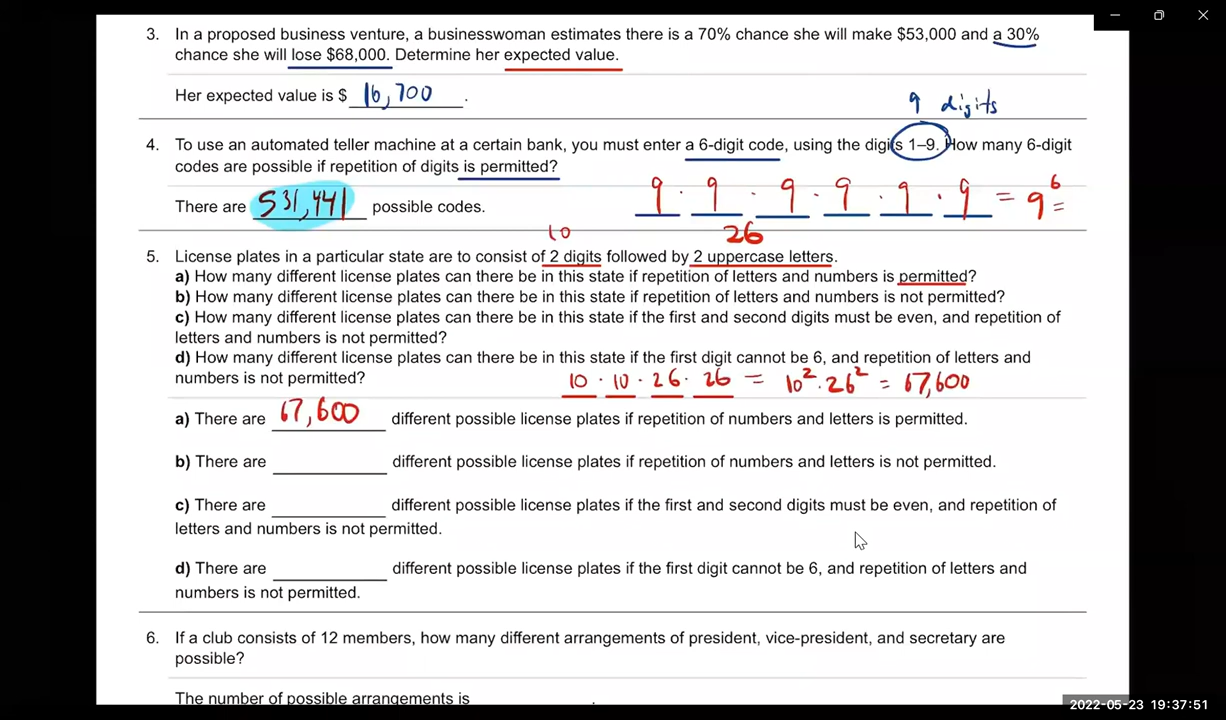 3. In a proposed business venture, a businesswoman estimates there is a 70% chance she will make $53,000 and a 30%
chance she will lose $68,000. Determine her expected value.
Her expected value is $ 16,700 .
9 digits
4. To use an automated teller machine at a certain bank, you must enter a 6-digit code, using the digits 1–9. How many 6-digit
codes are possible if repetition of digits is permitted?
9 · 9 · 9 · 9 · 9 · 9 = 9^6 =
There are 531,441 possible codes.
10 26
5. License plates in a particular state are to consist of 2 digits followed by 2 uppercase letters.
a) How many different license plates can there be in this state if repetition of letters and numbers is permitted?
b) How many different license plates can there be in this state if repetition of letters and numbers is not permitted?
c) How many different license plates can there be in this state if the first and second digits must be even, and repetition of
letters and numbers is not permitted?
d) How many different license plates can there be in this state if the first digit cannot be 6, and repetition of letters and
numbers is not permitted?
10 · 10 · 26 · 26 = 10^2 · 26^2 = 67,600
a) There are 67,600 different possible license plates if repetition of numbers and letters is permitted.
b) There are different possible license plates if repetition of numbers and letters is not permitted.
c) There are different possible license plates if the first and second digits must be even, and repetition of
letters and numbers is not permitted.
d) There are different possible license plates if the first digit cannot be 6, and repetition of letters and
numbers is not permitted.
6. If a club consists of 12 members, how many different arrangements of president, vice-president, and secretary are
possible?
The number of possible arrangements is .
2022-05-23 19:37:51